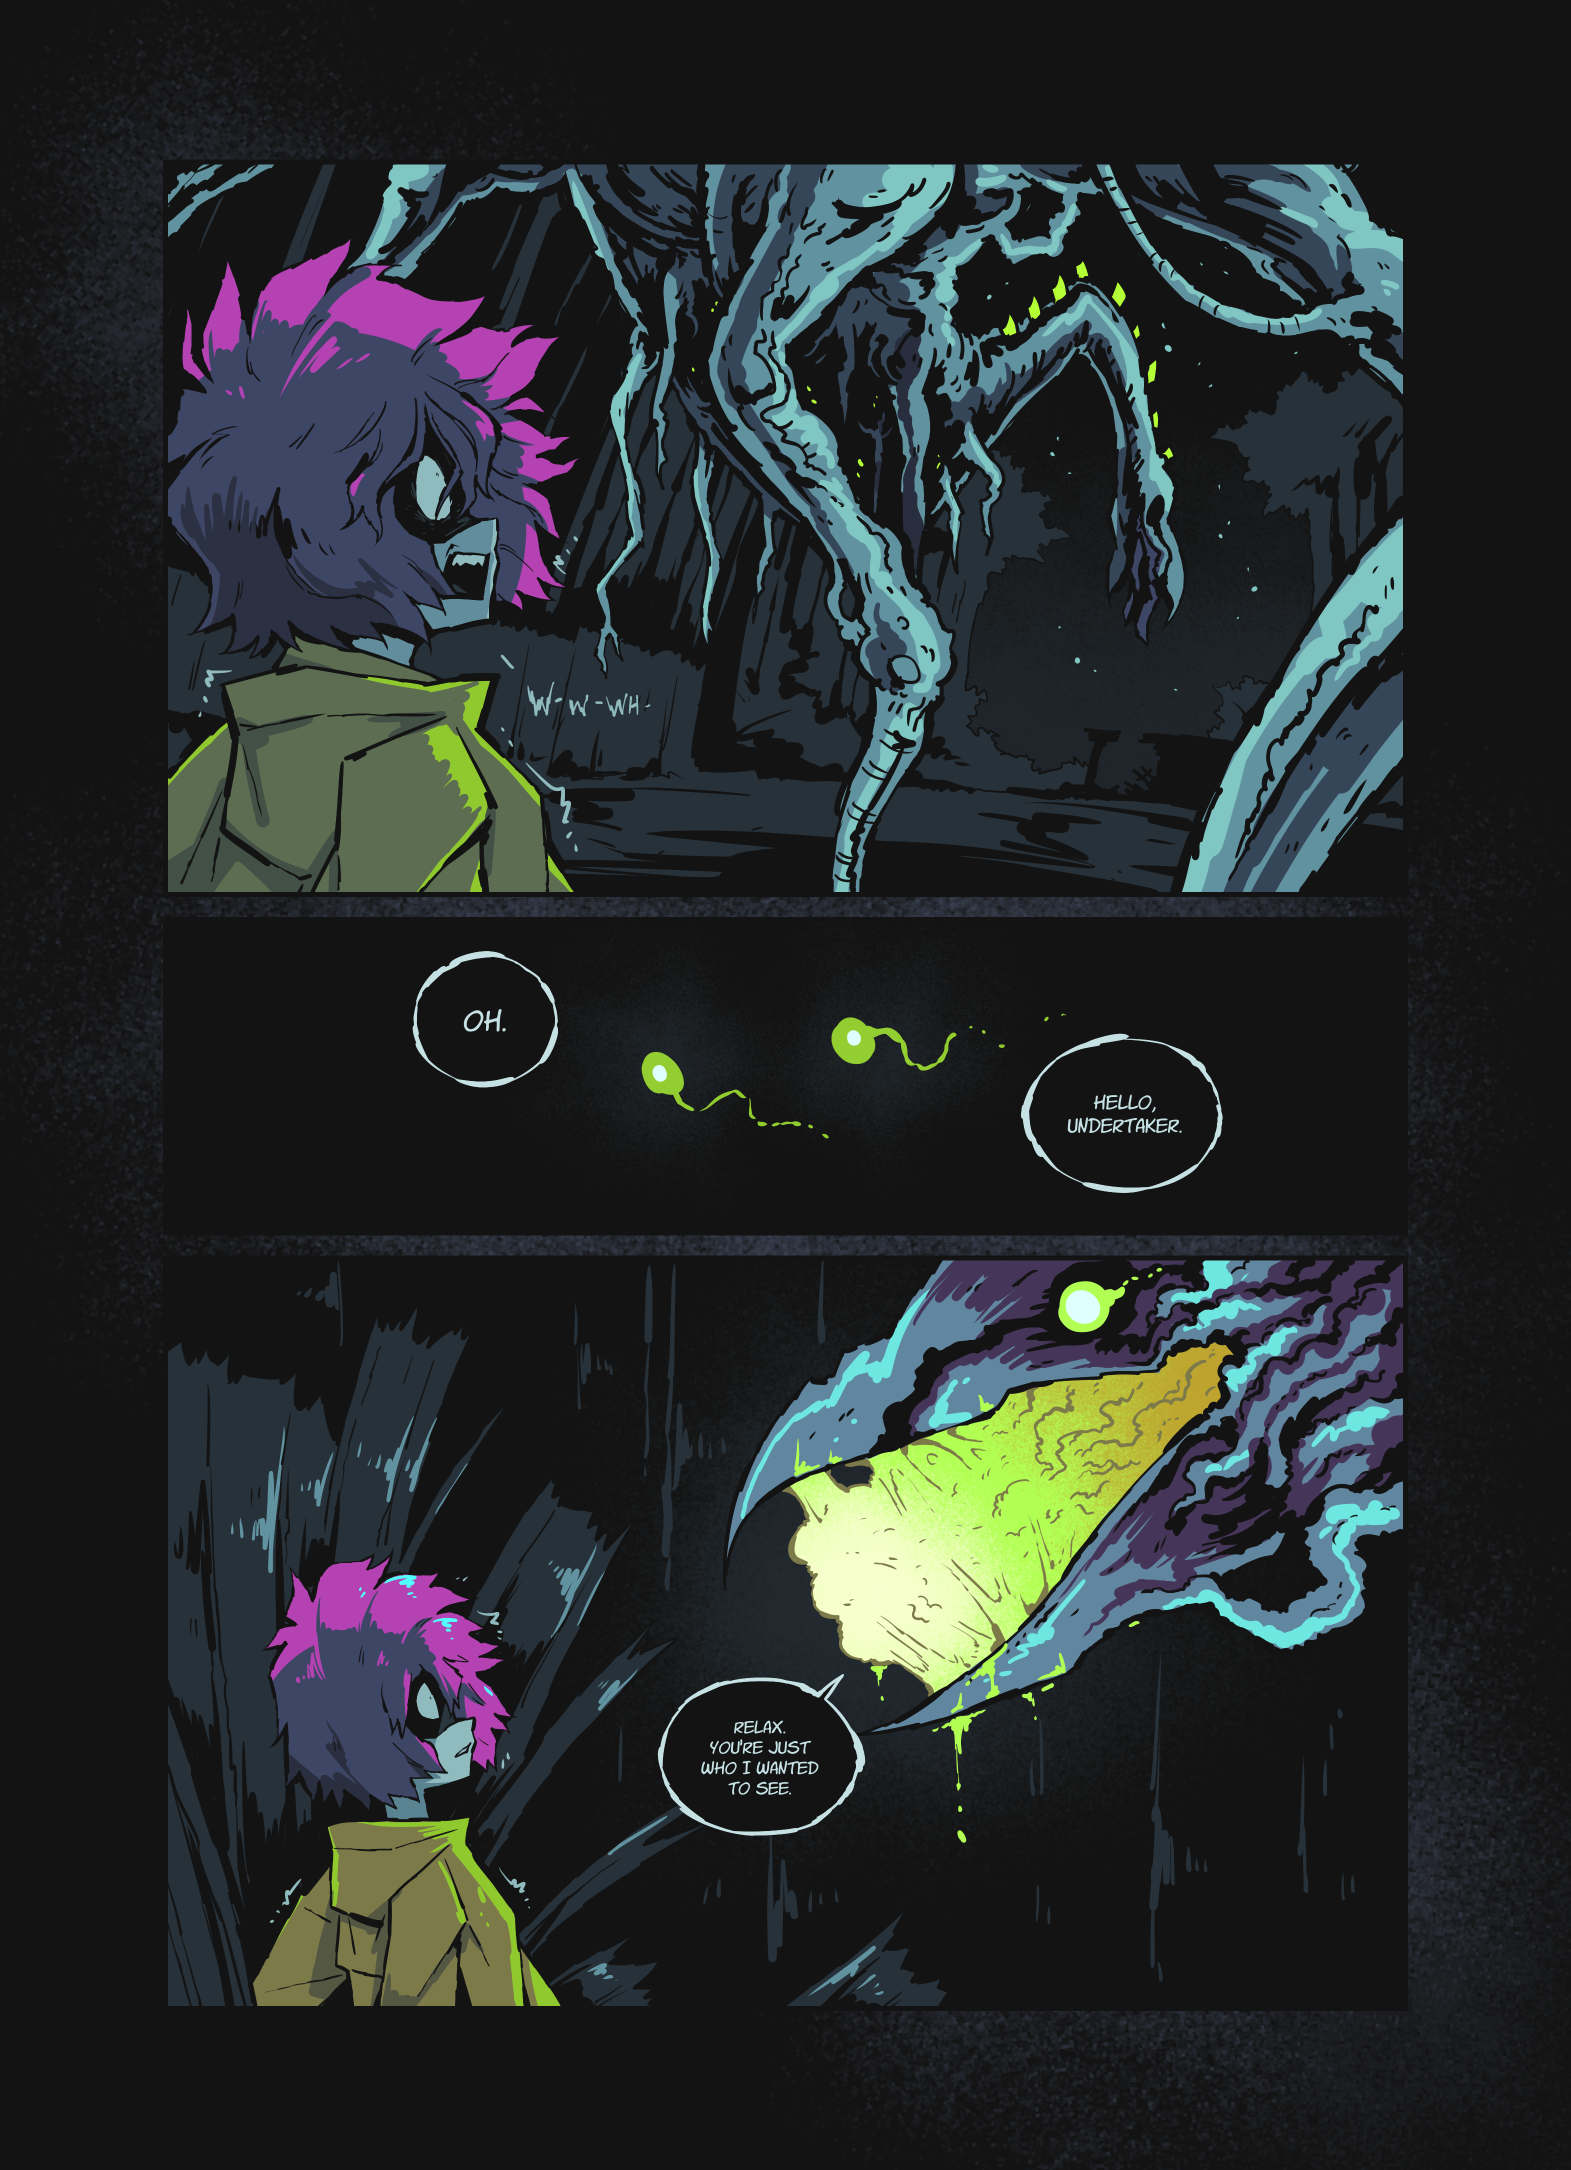 W-W-WH-
OH.
HELLO,
UNDERTAKER.
RELAX.
YOU'RE JUST
WHO I WANTED
TO SEE.